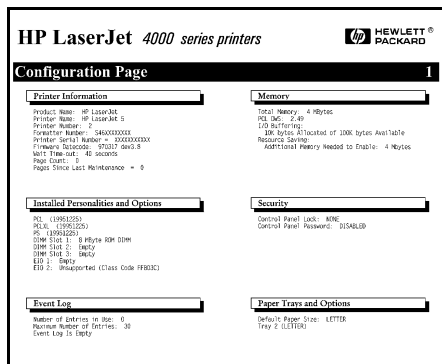 HP LaserJet 4000 series printers
hp HEWLETT® PACKARD
Configuration Page 1
Printer Information
Product Name: HP LaserJet
Printer Name: HP LaserJet 5
Printer Number: 2
Formatter Number: S46XXXXXXX
Printer Serial Number = XXXXXXXXXX
Firmware Datecode: 970317 dev3.8
Wait Time-out: 40 seconds
Page Count: 0
Pages Since Last Maintenance = 0
Memory
Total Memory: 4 MBytes
PCL DWS: 2.49
I/O Buffering:
10K bytes Allocated of 100K bytes Available
Resource Saving:
Additional Memory Needed to Enable: 4 Mbytes
Installed Personalities and Options
PCL (19951225)
PCLXL (19951225)
PS (19951225)
DIMM Slot 1: 8 MByte ROM DIMM
DIMM Slot 2: Empty
DIMM Slot 3: Empty
EIO 1: Empty
EIO 2: Unsupported (Class Code FFB03C)
Security
Control Panel Lock: NONE
Control Panel Password: DISABLED
Event Log
Number of Entries in Use: 0
Maximum Number of Entries: 30
Event Log Is Empty
Paper Trays and Options
Default Paper Size: LETTER
Tray 2 (LETTER)